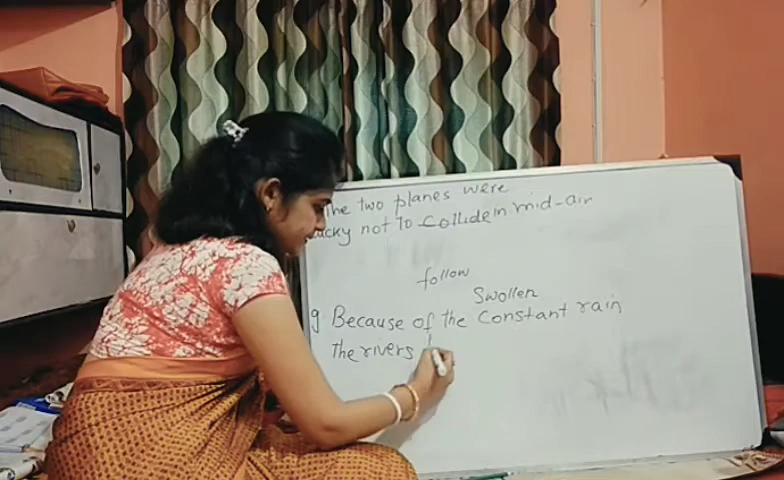 The two planes were
lucky not to collide in mid-air
follow
Swollen
g Because of the constant rain
the rivers